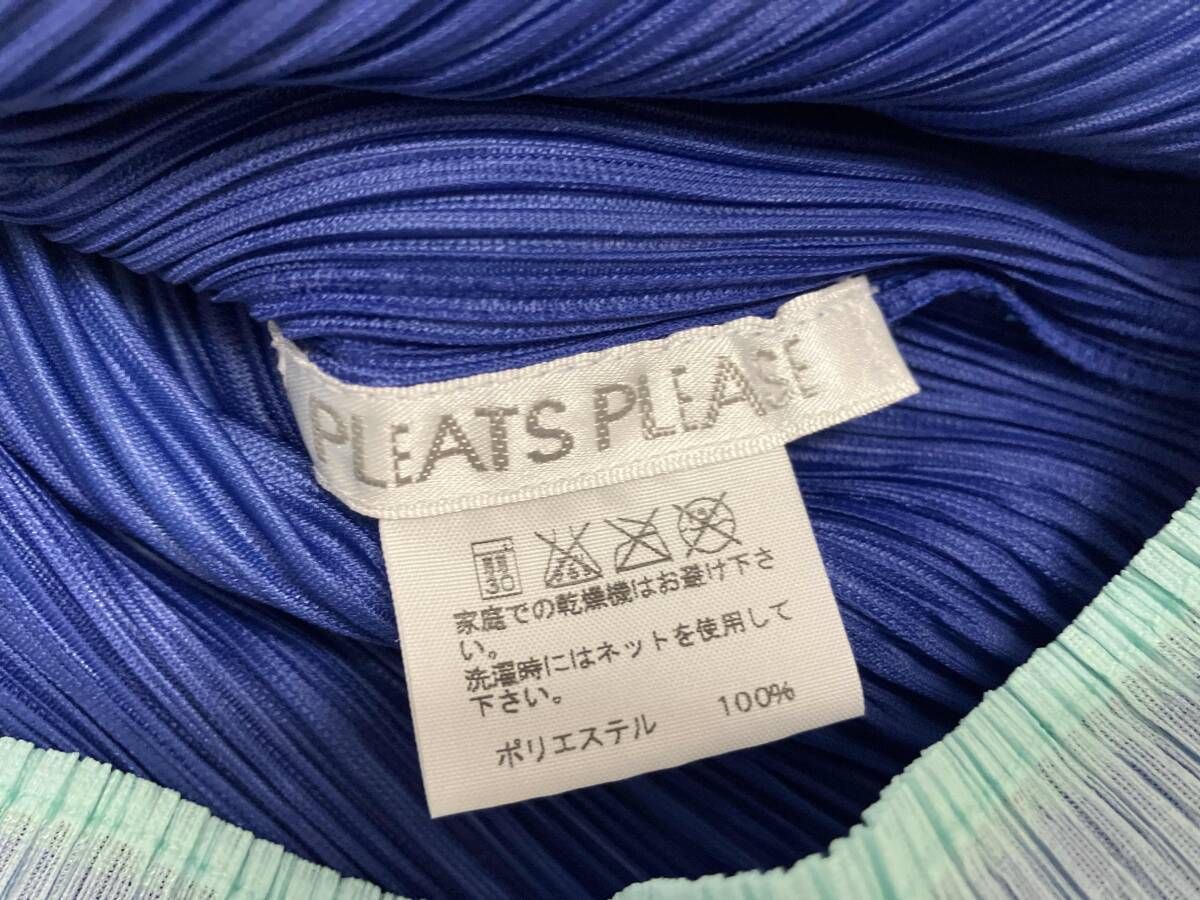 PLEATS PLEASE
30
家庭での乾燥機はお避け下さ
い。
洗濯時にはネットを使用して
下さい。
ポリエステル 100%